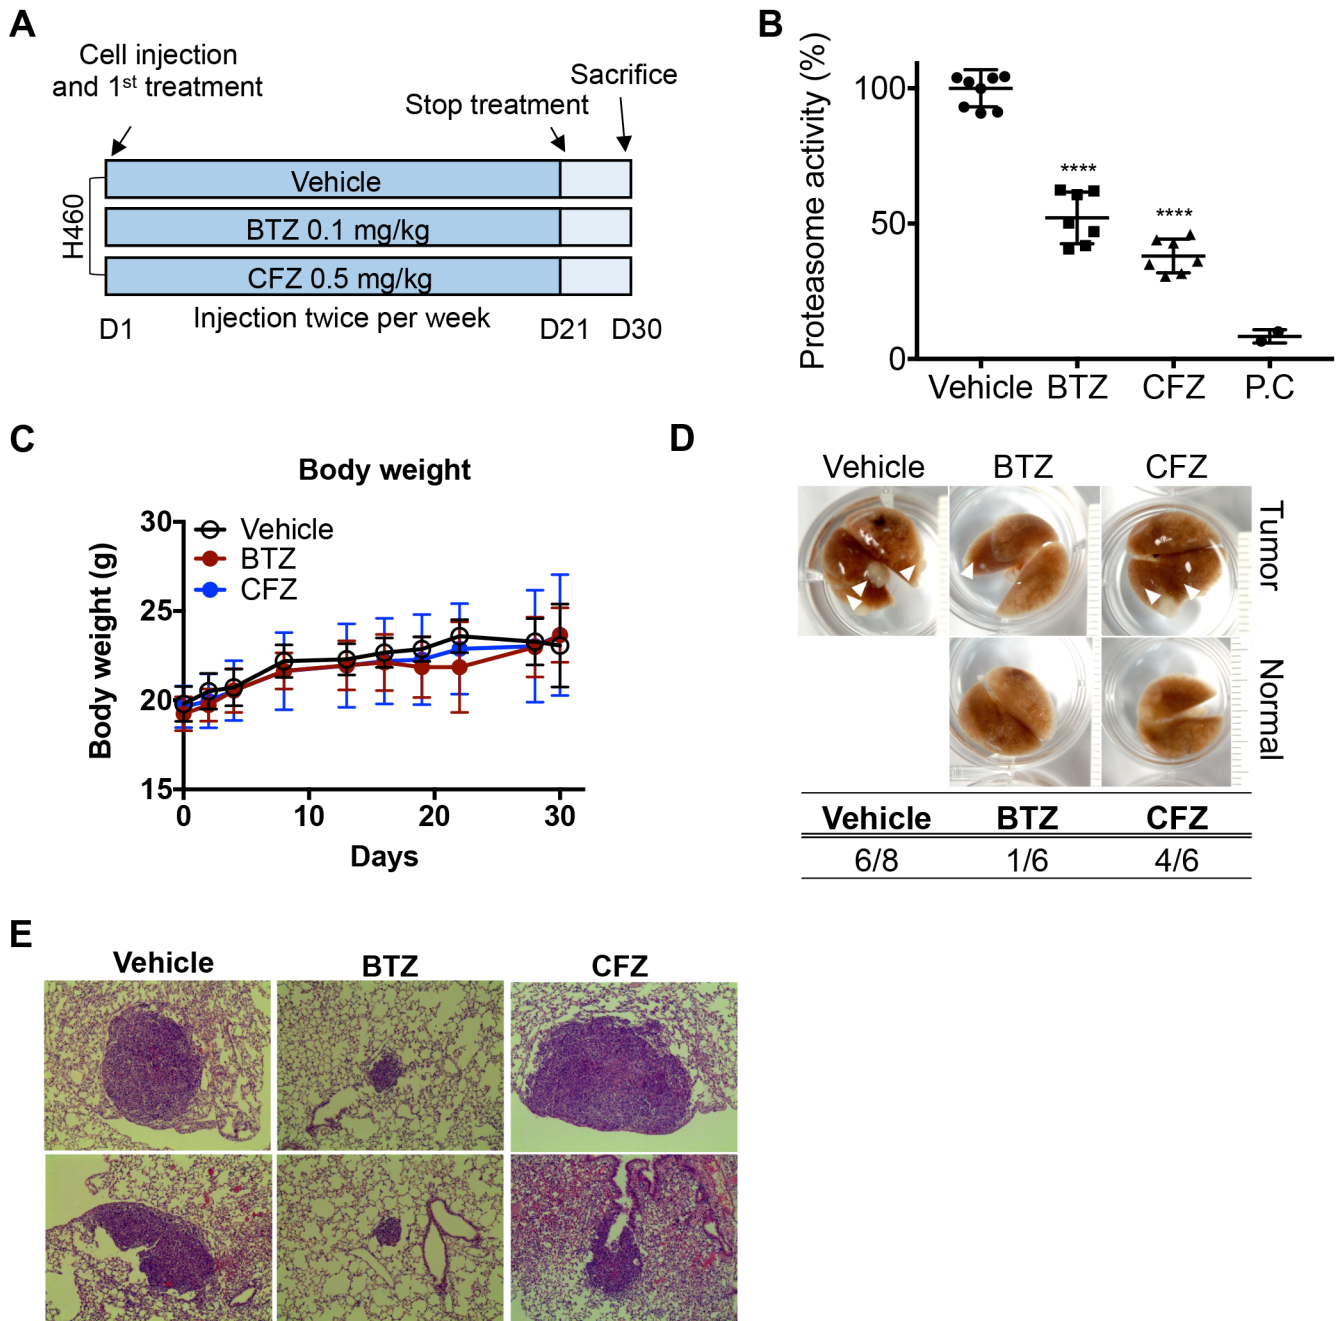 A
Cell injection
and 1st treatment
Stop treatment
Sacrifice
H460
Vehicle
BTZ 0.1 mg/kg
CFZ 0.5 mg/kg
D1
Injection twice per week
D21
D30
B
Proteasome activity (%)
100
50
0
****
****
Vehicle
BTZ
CFZ
P.C
C
Body weight
Body weight (g)
30
25
20
15
Vehicle
BTZ
CFZ
0
10
20
30
Days
D
Vehicle
BTZ
CFZ
Tumor
Normal
Vehicle BTZ CFZ
6/8 1/6 4/6
E
Vehicle
BTZ
CFZ